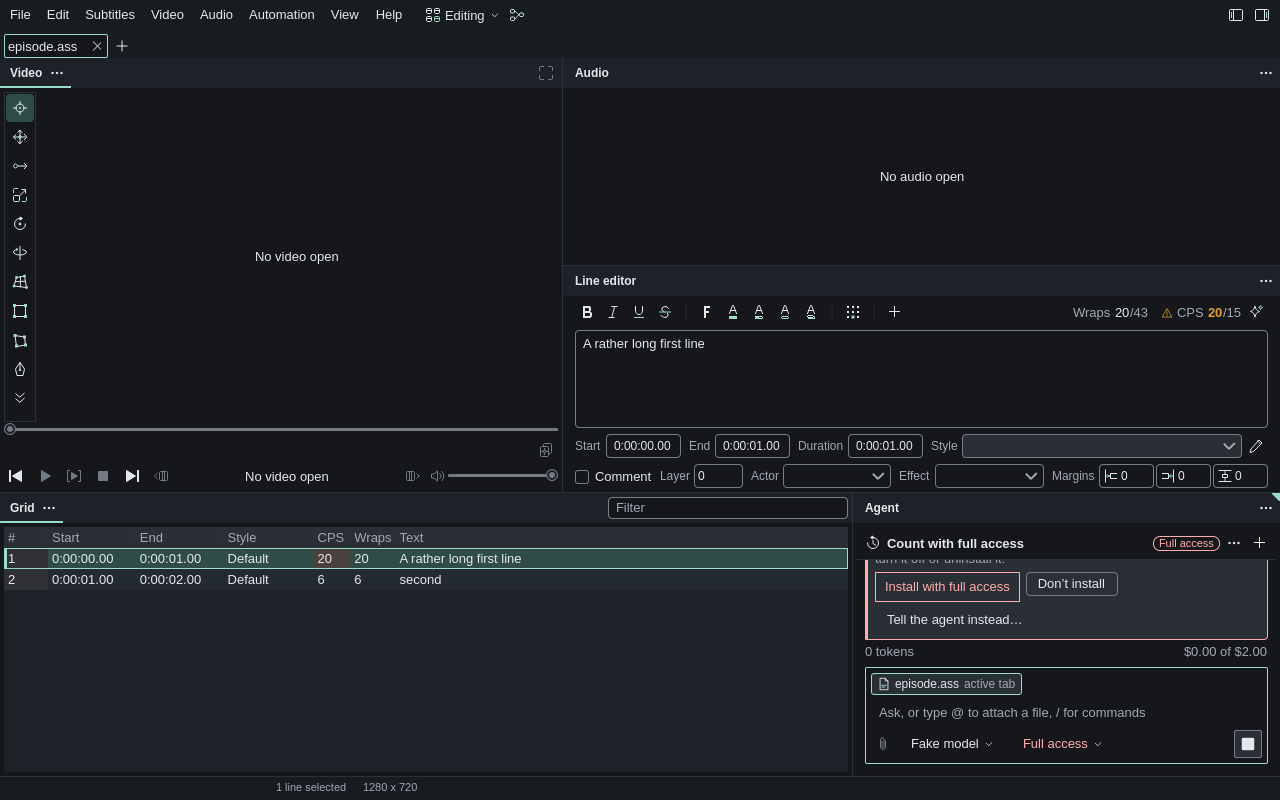 File Edit Subtitles Video Audio Automation View Help Editing
episode.ass
Video
Audio
No video open
No audio open
Line editor
Wraps 20/43 CPS 20/15
A rather long first line
Start 0:00:00.00 End 0:00:01.00 Duration 0:00:01.00 Style
Comment Layer 0 Actor Effect Margins 0 0 0
No video open
Grid
Filter
# Start End Style CPS Wraps Text
1 0:00:00.00 0:00:01.00 Default 20 20 A rather long first line
2 0:00:01.00 0:00:02.00 Default 6 6 second
Agent
Count with full access Full access
turn it off or uninstall it.
Install with full access Don't install
Tell the agent instead…
0 tokens $0.00 of $2.00
episode.ass active tab
Ask, or type @ to attach a file, / for commands
Fake model Full access
1 line selected 1280 x 720